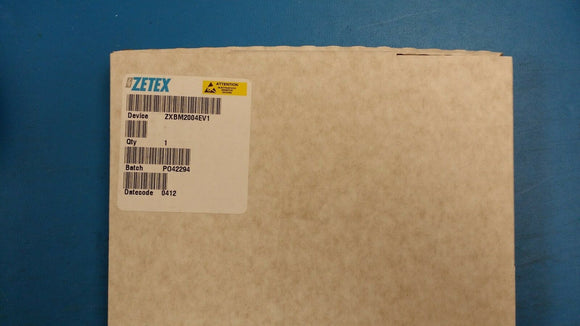 ZETEX
ATTENTION
Device ZXBM2004EV1
Qty 1
Batch PO42294
Datecode 0412